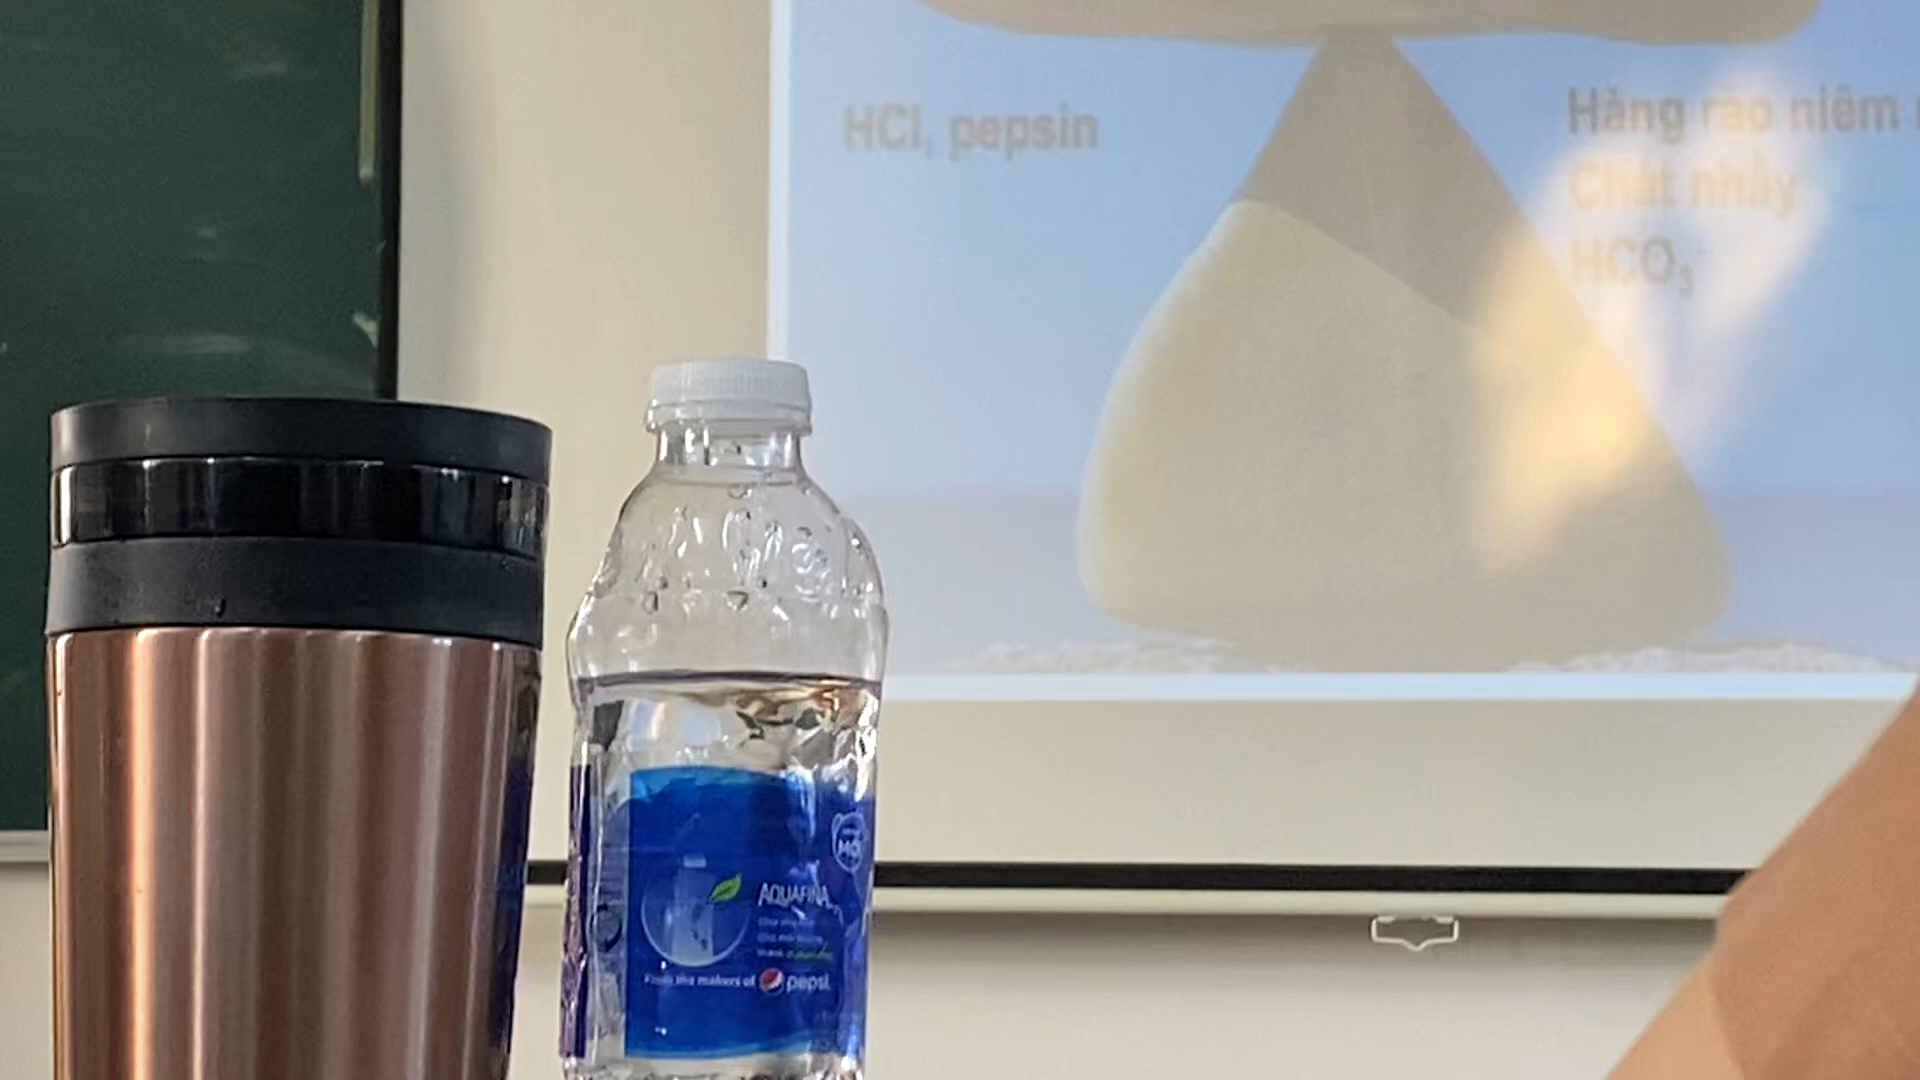 HCl, pepsin
Hàng rào niêm
Chất nhầy
HCO₃⁻
AQUAFINA
From the makers of pepsi